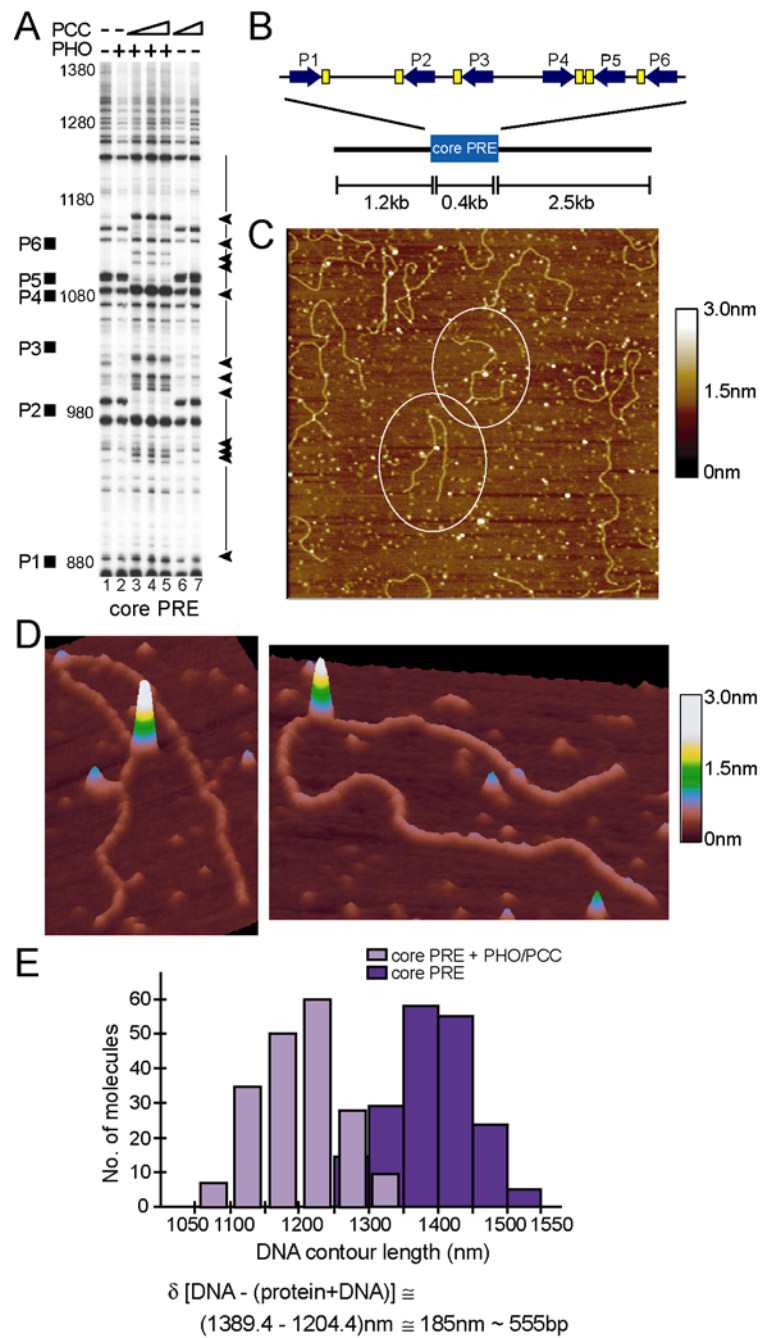 A
PCC - -
PHO - + + + + - -
1380
1280
1180
P6
P5
P4 1080
P3
P2 980
P1 880
1 2 3 4 5 6 7
core PRE
B
P1 P2 P3 P4 P5 P6
core PRE
1.2kb 0.4kb 2.5kb
C
3.0nm
1.5nm
0nm
D
3.0nm
1.5nm
0nm
E
core PRE + PHO/PCC
core PRE
No. of molecules
60
50
40
30
20
10
0
1050 1100 1200 1300 1400 1500 1550
DNA contour length (nm)
δ [DNA - (protein+DNA)] ≅
(1389.4 - 1204.4)nm ≅ 185nm ~ 555bp